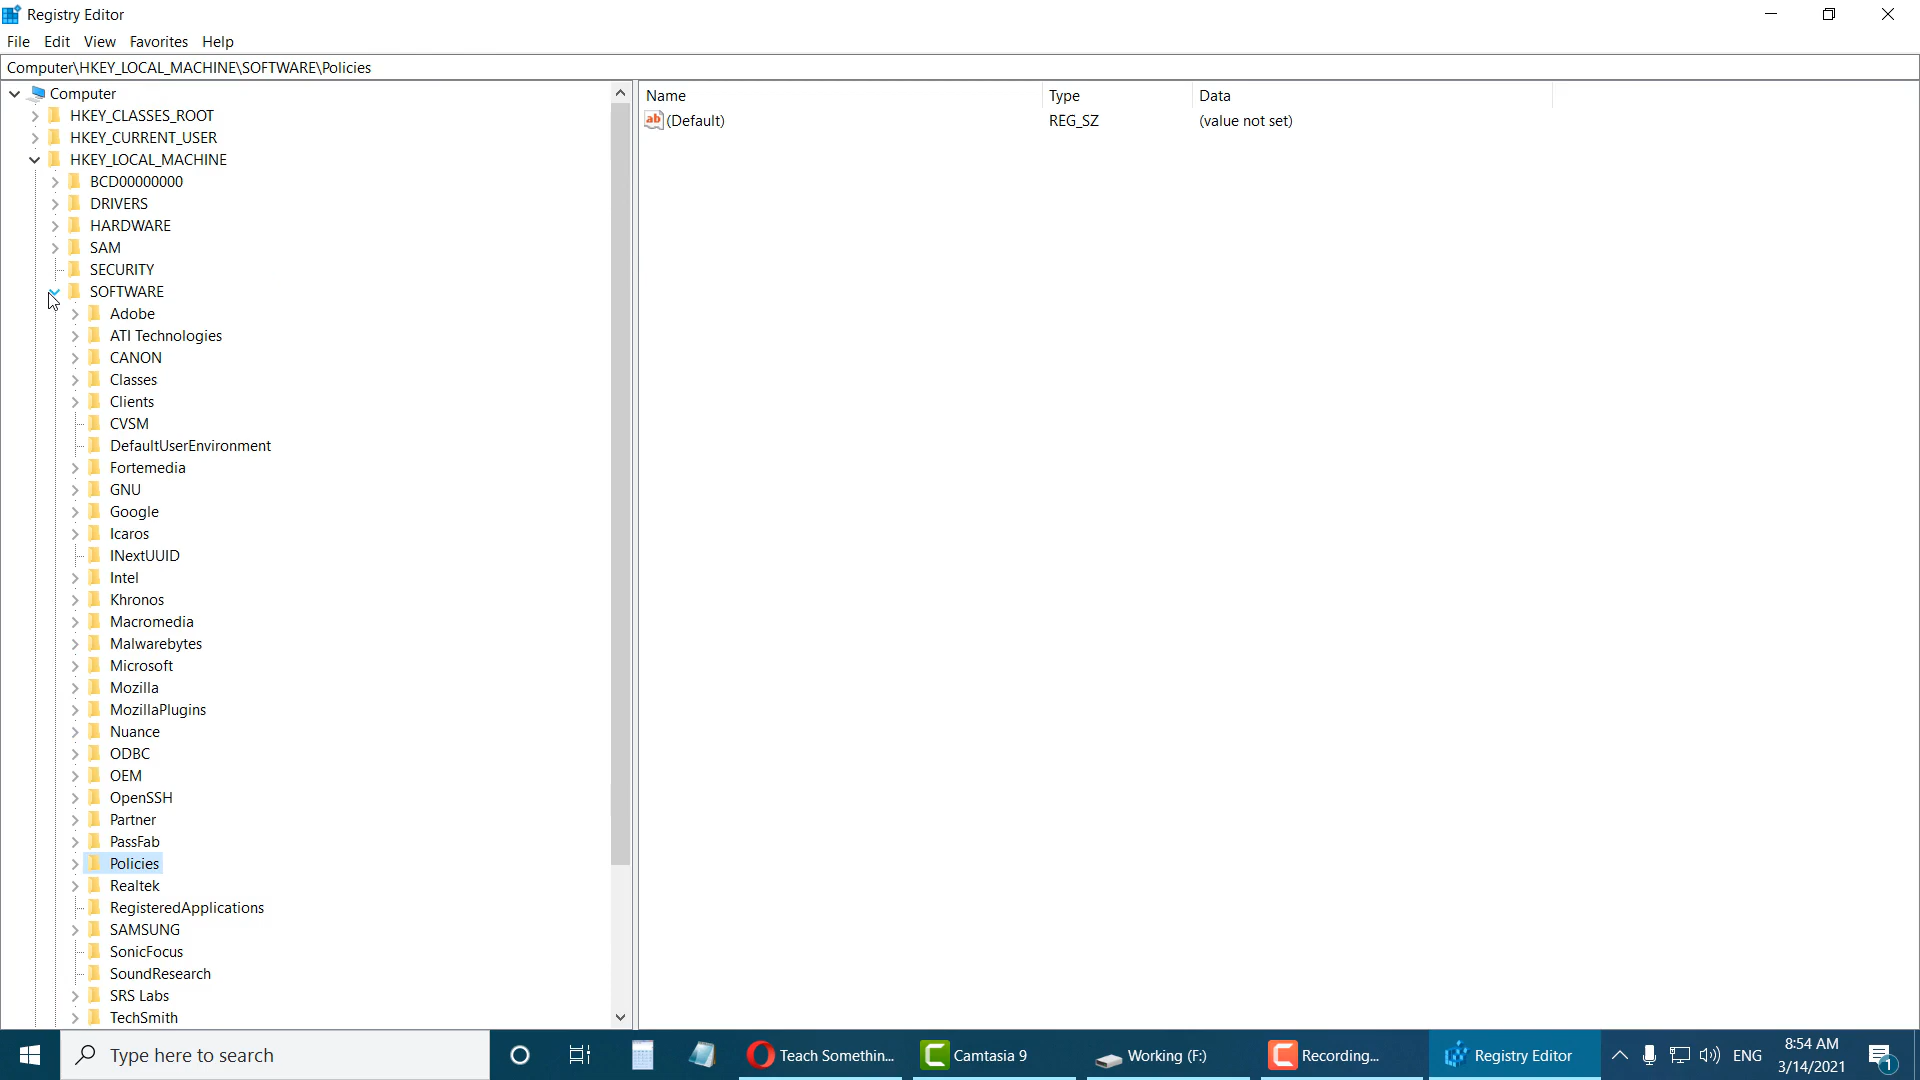 Registry Editor
File Edit View Favorites Help
Computer\HKEY_LOCAL_MACHINE\SOFTWARE\Policies
Computer
HKEY_CLASSES_ROOT
HKEY_CURRENT_USER
HKEY_LOCAL_MACHINE
BCD00000000
DRIVERS
HARDWARE
SAM
SECURITY
SOFTWARE
Adobe
ATI Technologies
CANON
Classes
Clients
CVSM
DefaultUserEnvironment
Fortemedia
GNU
Google
Icaros
INextUUID
Intel
Khronos
Macromedia
Malwarebytes
Microsoft
Mozilla
MozillaPlugins
Nuance
ODBC
OEM
OpenSSH
Partner
PassFab
Policies
Realtek
RegisteredApplications
SAMSUNG
SonicFocus
SoundResearch
SRS Labs
TechSmith
Name Type Data
ab (Default) REG_SZ (value not set)
Type here to search
Teach Somethin...
Camtasia 9
Working (F:)
Recording...
Registry Editor
ENG
8:54 AM
3/14/2021
1